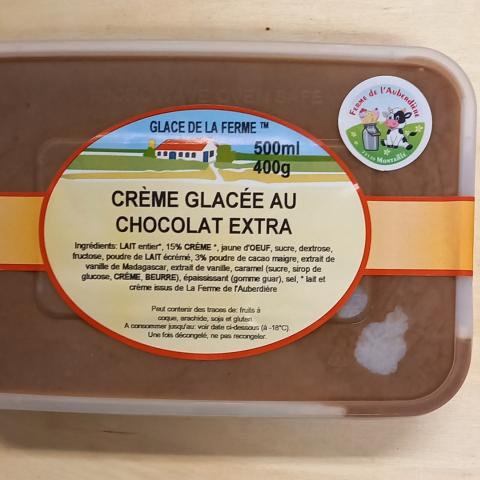 GLACE DE LA FERME ™
500ml
400g
Ferme de l'Auberdière
CRÈME GLACÉE AU
CHOCOLAT EXTRA
Ingrédients: LAIT entier*, 15% CRÈME *, jaune d'OEUF, sucre, dextrose,
fructose, poudre de LAIT écrémé, 3% poudre de cacao maigre, extrait de
vanille de Madagascar, extrait de vanille, caramel (sucre, sirop de
glucose, CRÈME, BEURRE), épaississant (gomme guar), sel, * lait et
crème issus de La Ferme de l'Auberdière
Peut contenir des traces de: fruits à
coque, arachide, soja et gluten
A consommer jusqu'au: voir date ci-dessous (à -18°C).
Une fois décongelé, ne pas recongeler.